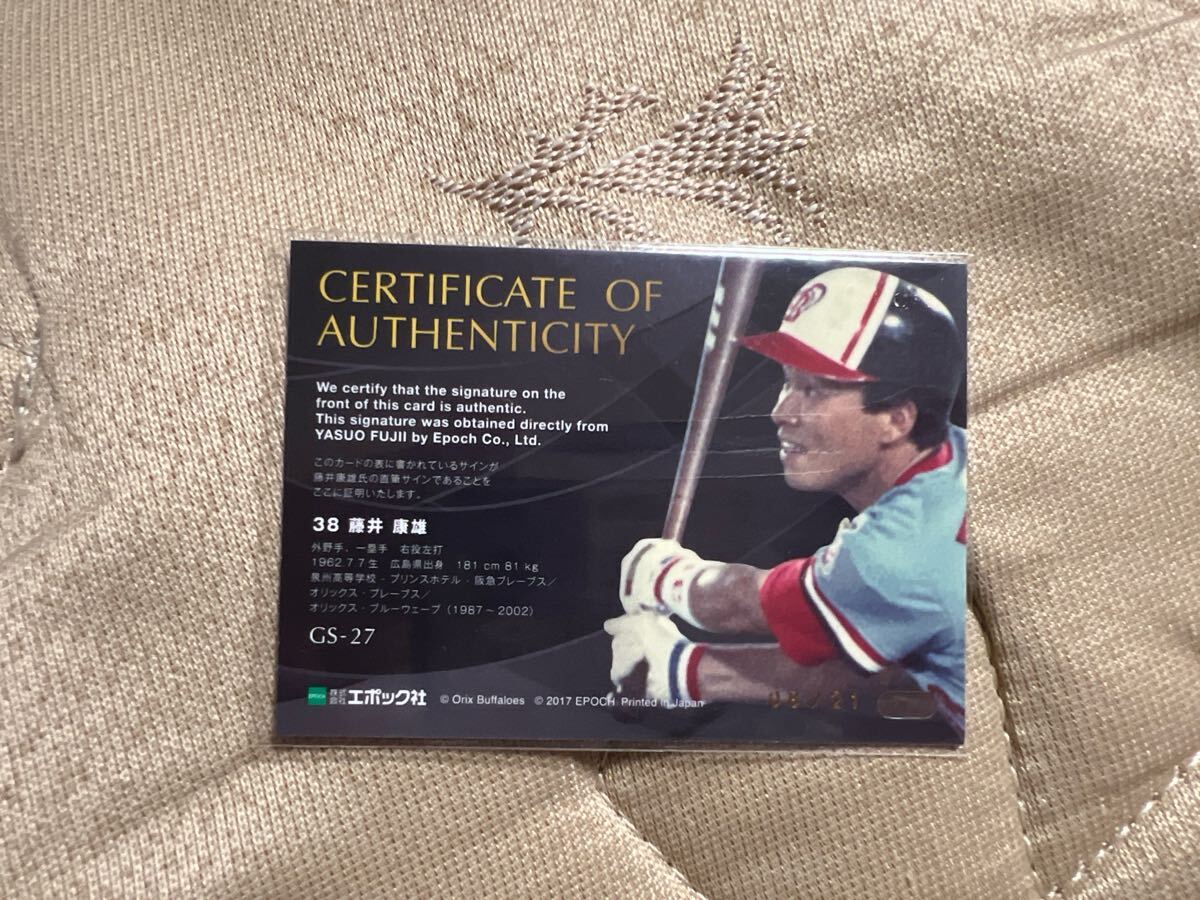 CERTIFICATE OF
AUTHENTICITY
We certify that the signature on the
front of this card is authentic.
This signature was obtained directly from
YASUO FUJII by Epoch Co., Ltd.
このカードの表に書かれているサインが
藤井康雄氏の直筆サインであることを
ここに証明いたします。
38 藤井 康雄
外野手、一塁手 右投左打
1962.7.7生 広島県出身 181 cm 81 kg
泉州高等学校 - プリンスホテル - 阪急ブレーブス/
オリックス・ブレーブス/
オリックス・ブルーウェーブ (1987~2002)
GS-27
EPOCH 株式会社 エポック社 © Orix Buffaloes © 2017 EPOCH Printed in Japan